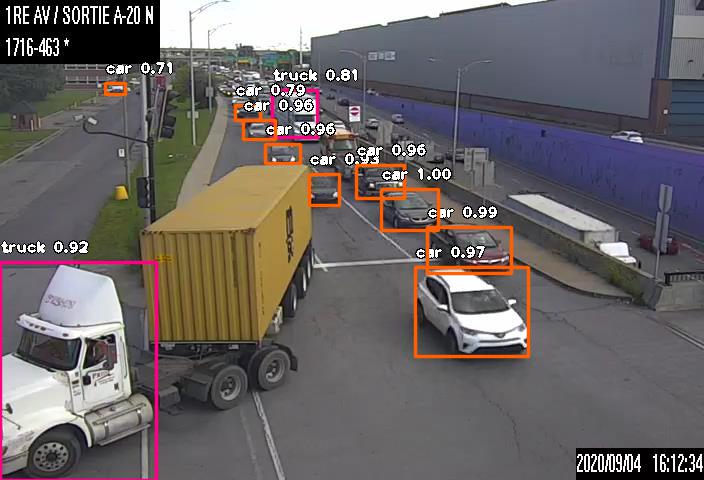 1RE AV / SORTIE A-20 N
1716-463 *
car 0.71
truck 0.81
car 0.79
car 0.96
car 0.96
car 0.96
car 0.93
car 1.00
car 0.99
truck 0.92
car 0.97
2020/09/04 16:12:34